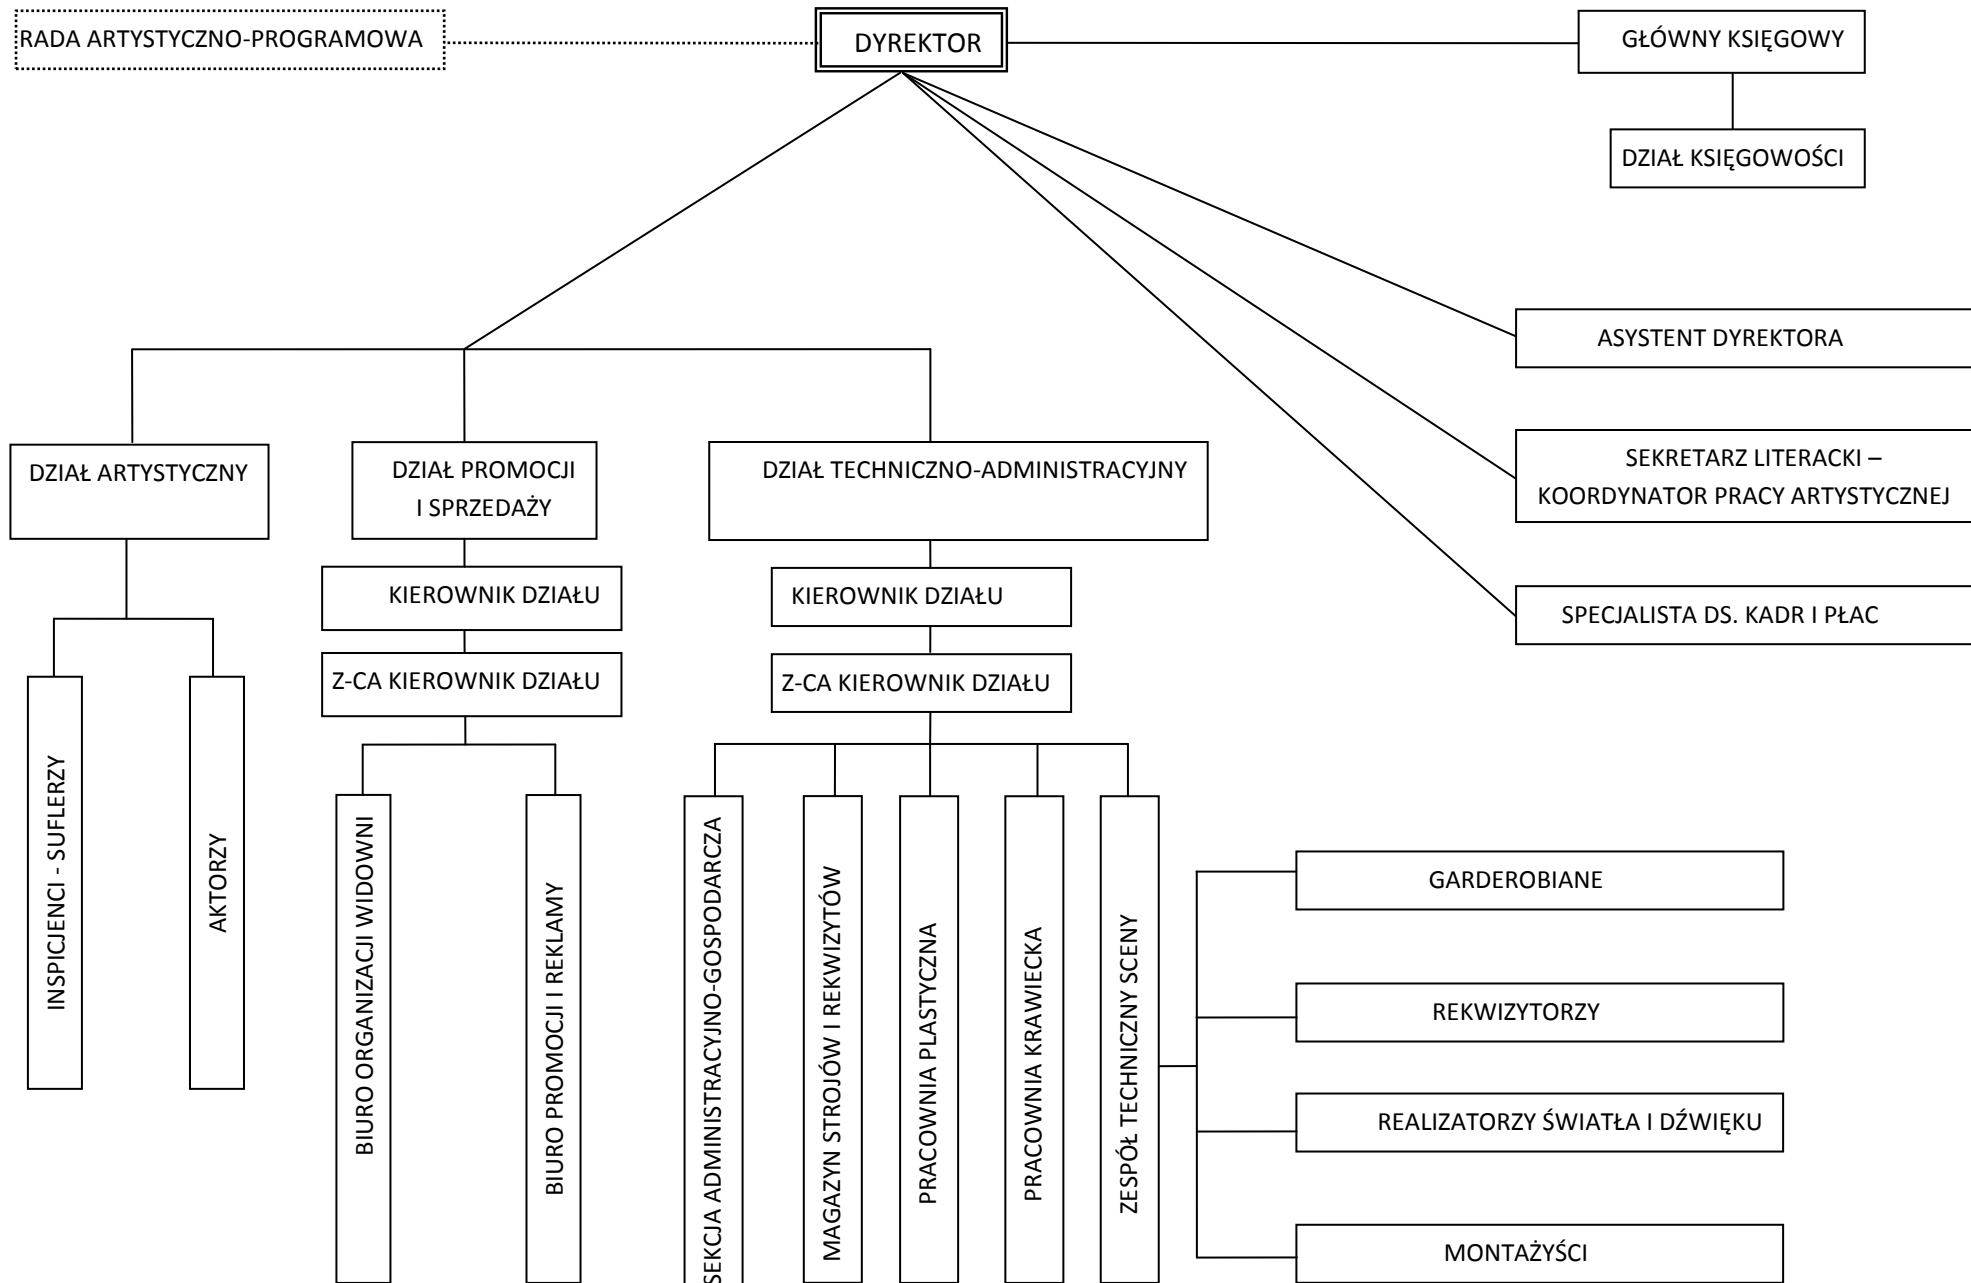 RADA ARTYSTYCZNO-PROGRAMOWA
DYREKTOR
GŁÓWNY KSIĘGOWY
DZIAŁ KSIĘGOWOŚCI
ASYSTENT DYREKTORA
SEKRETARZ LITERACKI –
KOORDYNATOR PRACY ARTYSTYCZNEJ
SPECJALISTA DS. KADR I PŁAC
DZIAŁ ARTYSTYCZNY
DZIAŁ PROMOCJI
I SPRZEDAŻY
DZIAŁ TECHNICZNO-ADMINISTRACYJNY
KIEROWNIK DZIAŁU
KIEROWNIK DZIAŁU
Z-CA KIEROWNIK DZIAŁU
Z-CA KIEROWNIK DZIAŁU
INSPICJENCI - SUFLERZY
AKTORZY
BIURO ORGANIZACJI WIDOWNI
BIURO PROMOCJI I REKLAMY
SEKCJA ADMINISTRACYJNO-GOSPODARCZA
MAGAZYN STROJÓW I REKWIZYTÓW
PRACOWNIA PLASTYCZNA
PRACOWNIA KRAWIECKA
ZESPÓŁ TECHNICZNY SCENY
GARDEROBIANE
REKWIZYTORZY
REALIZATORZY ŚWIATŁA I DŹWIĘKU
MONTAŻYŚCI